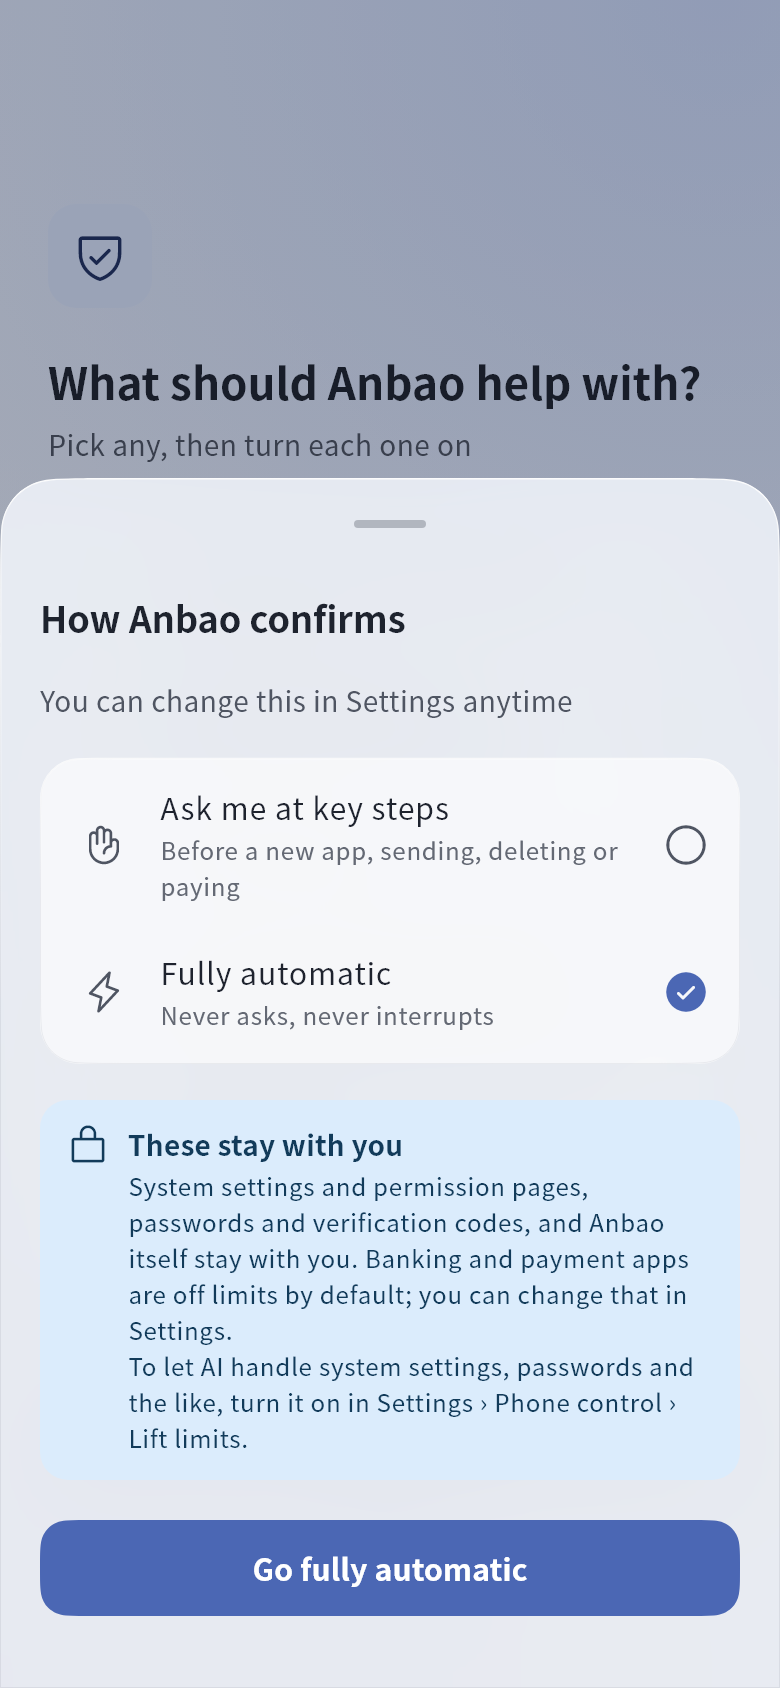 What should Anbao help with?
Pick any, then turn each one on
How Anbao confirms
You can change this in Settings anytime
Ask me at key steps
Before a new app, sending, deleting or
paying
Fully automatic
Never asks, never interrupts
These stay with you
System settings and permission pages,
passwords and verification codes, and Anbao
itself stay with you. Banking and payment apps
are off limits by default; you can change that in
Settings.
To let AI handle system settings, passwords and
the like, turn it on in Settings › Phone control ›
Lift limits.
Go fully automatic